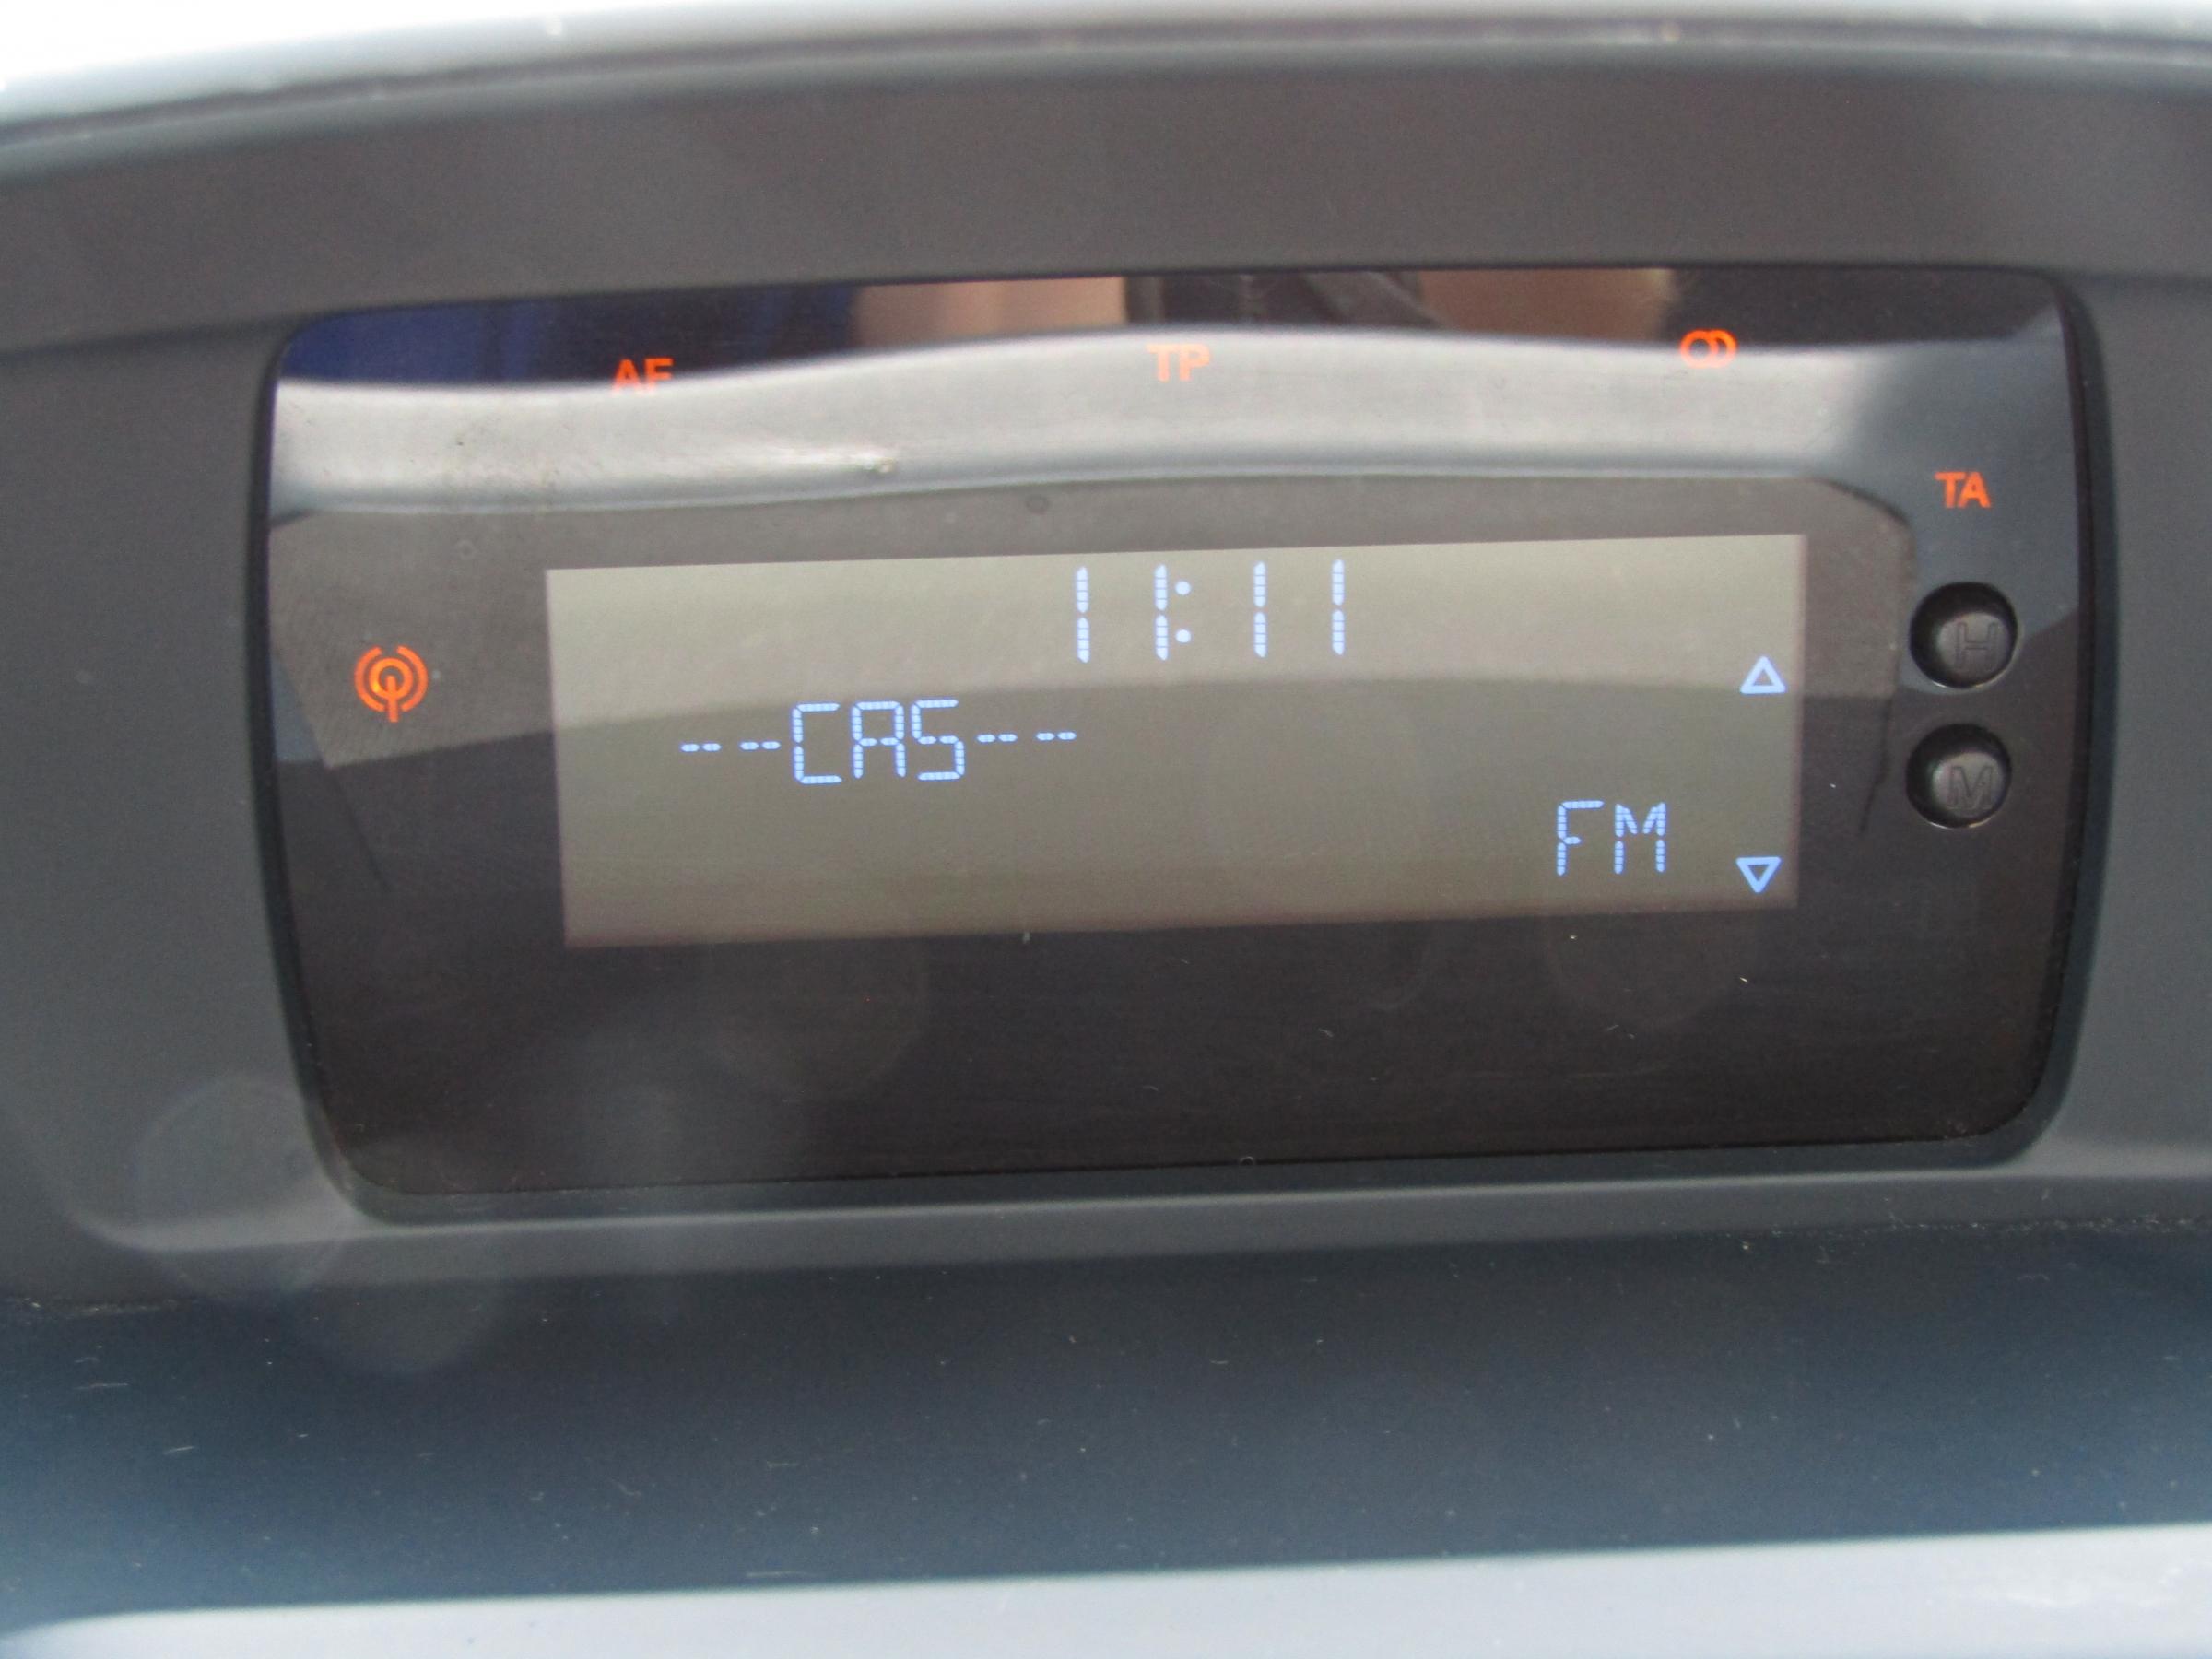 AF TP
TA
11:11
H
--CAS--
M
FM